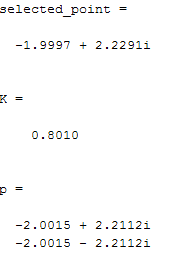 selected_point =
-1.9997 + 2.2291i
K =
0.8010
p =
-2.0015 + 2.2112i
-2.0015 - 2.2112i